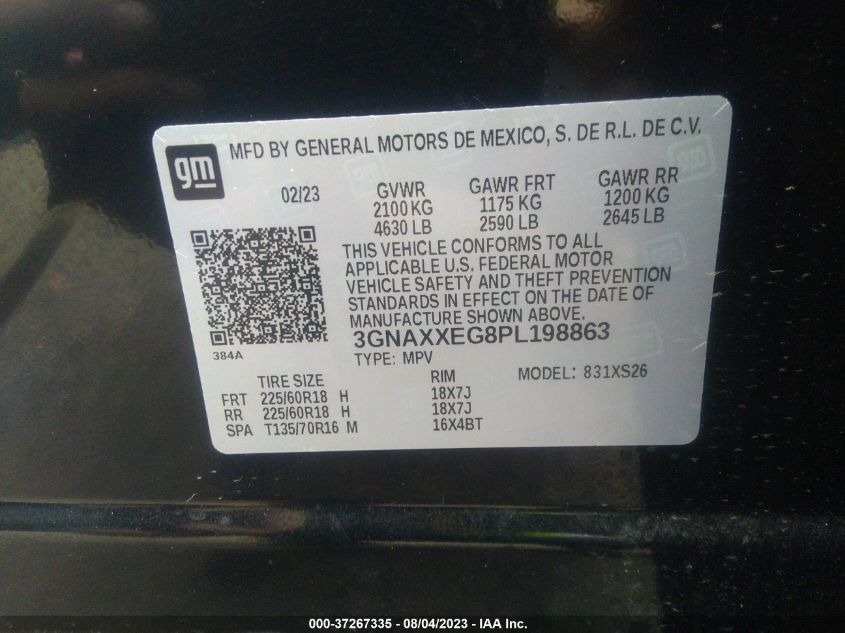 gm
MFD BY GENERAL MOTORS DE MEXICO, S. DE R.L. DE C.V.
02/23
GVWR GAWR FRT GAWR RR
2100 KG 1175 KG 1200 KG
4630 LB 2590 LB 2645 LB
THIS VEHICLE CONFORMS TO ALL
APPLICABLE U.S. FEDERAL MOTOR
VEHICLE SAFETY AND THEFT PREVENTION
STANDARDS IN EFFECT ON THE DATE OF
MANUFACTURE SHOWN ABOVE.
384A
3GNAXXEG8PL198863
TYPE: MPV
MODEL: 831XS26
TIRE SIZE RIM
FRT 225/60R18 H 18X7J
RR 225/60R18 H 18X7J
SPA T135/70R16 M 16X4BT
000-37267335 - 08/04/2023 - IAA Inc.